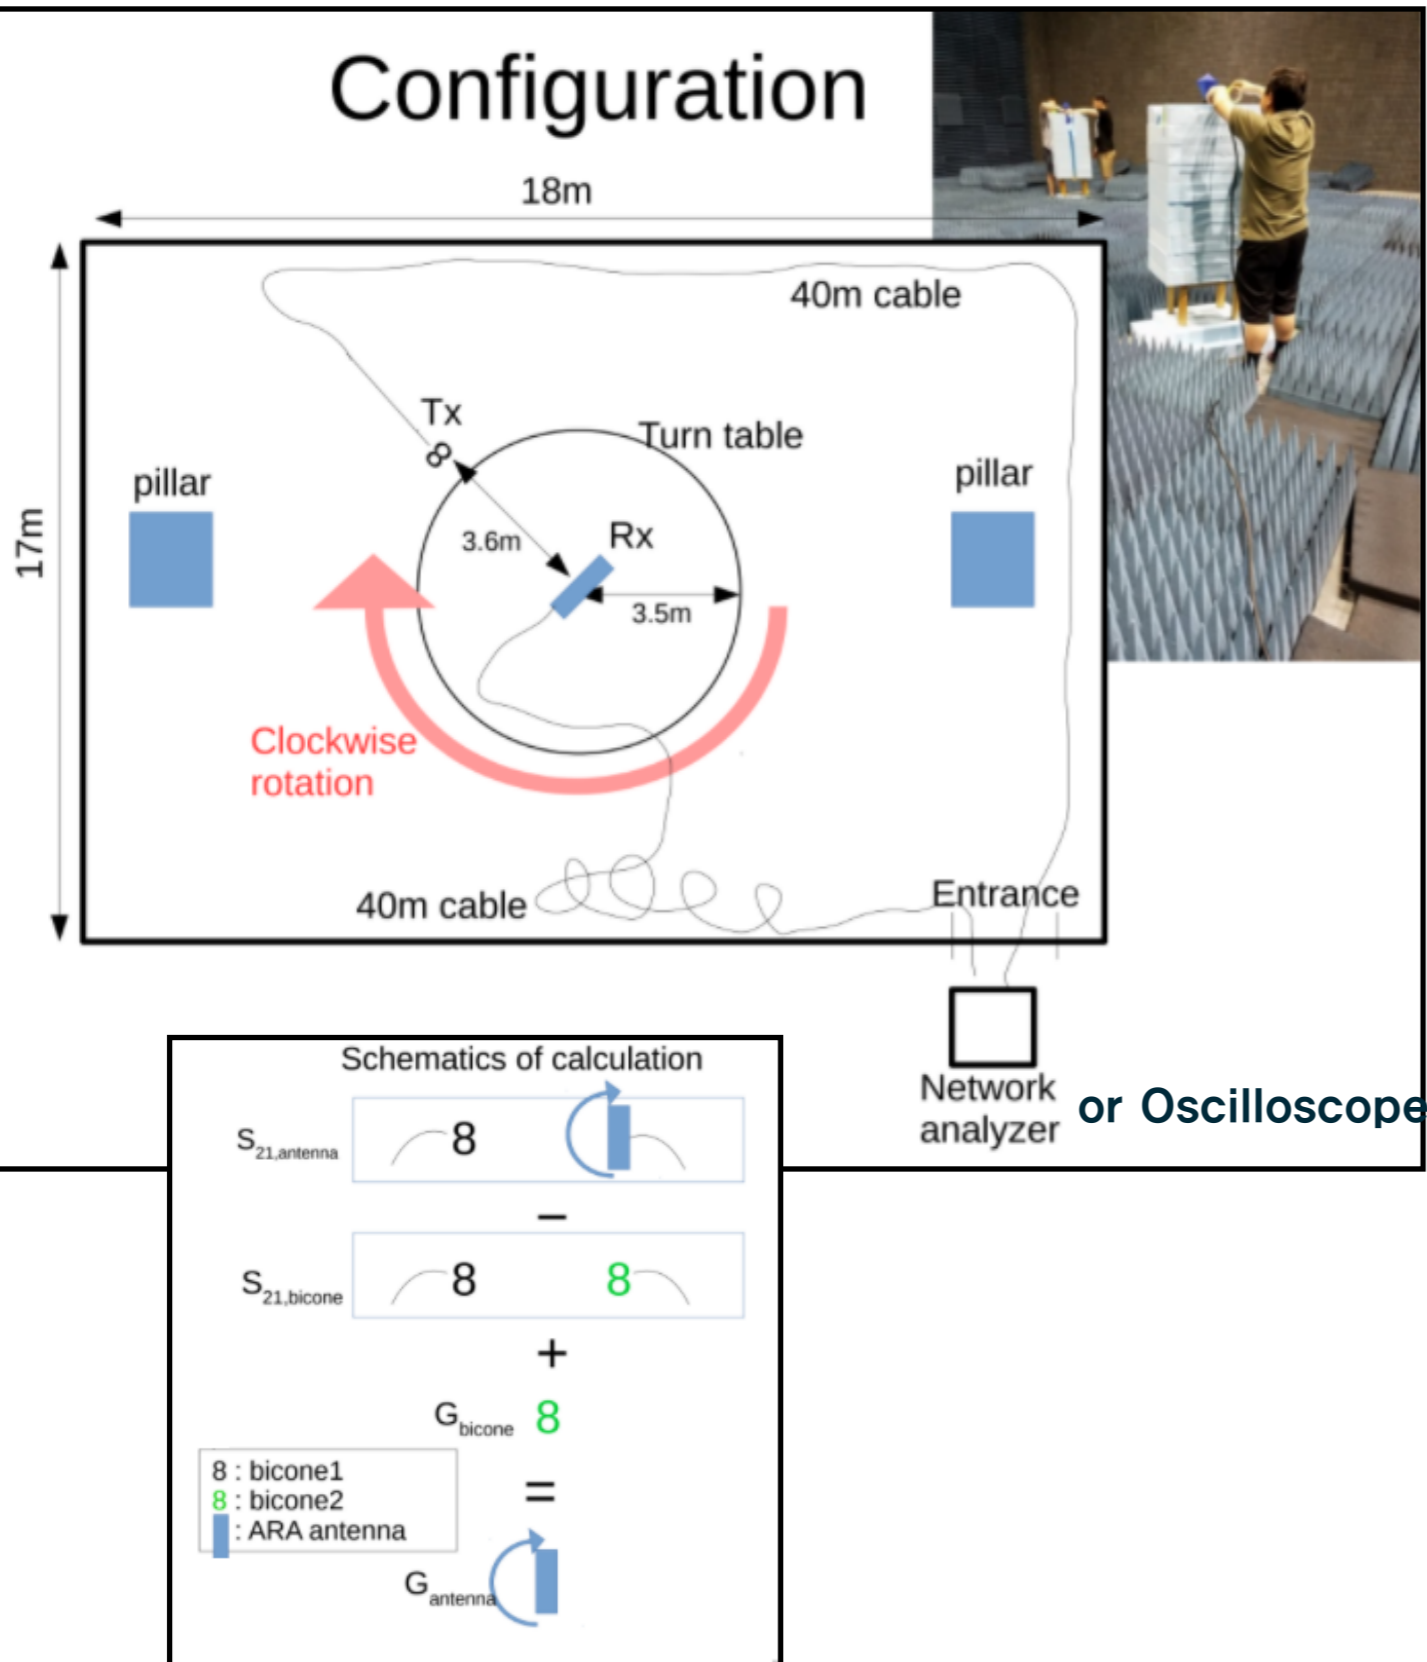 Configuration
18m
17m
40m cable
Tx
8
Turn table
pillar
pillar
3.6m
Rx
3.5m
Clockwise
rotation
40m cable
Entrance
Network
analyzer
or Oscilloscope
Schematics of calculation
S21,antenna
8
−
S21,bicone
8 8
+
Gbicone 8
=
8 : bicone1
8 : bicone2
: ARA antenna
Gantenna